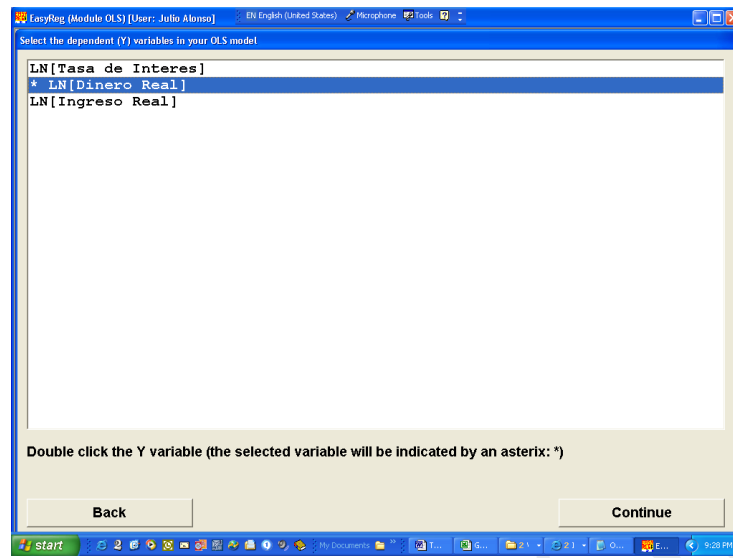 EasyReg (Module OLS) [User: Julio Alonso]
EN English (United States) Microphone Tools
Select the dependent (Y) variables in your OLS model
LN[Tasa de Interes]
* LN[Dinero Real]
LN[Ingreso Real]
Double click the Y variable (the selected variable will be indicated by an asterix: *)
Back Continue
start My Documents » T... G... E... 9:28 PM